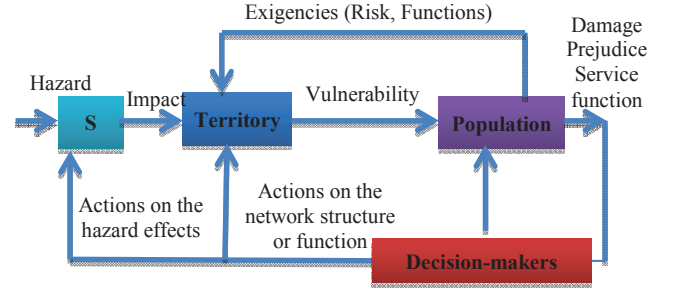 Exigencies (Risk, Functions)
Damage
Prejudice
Service
function
Hazard
Impact
Vulnerability
S
Territory
Population
Actions on the
hazard effects
Actions on the
network structure
or function
Decision-makers